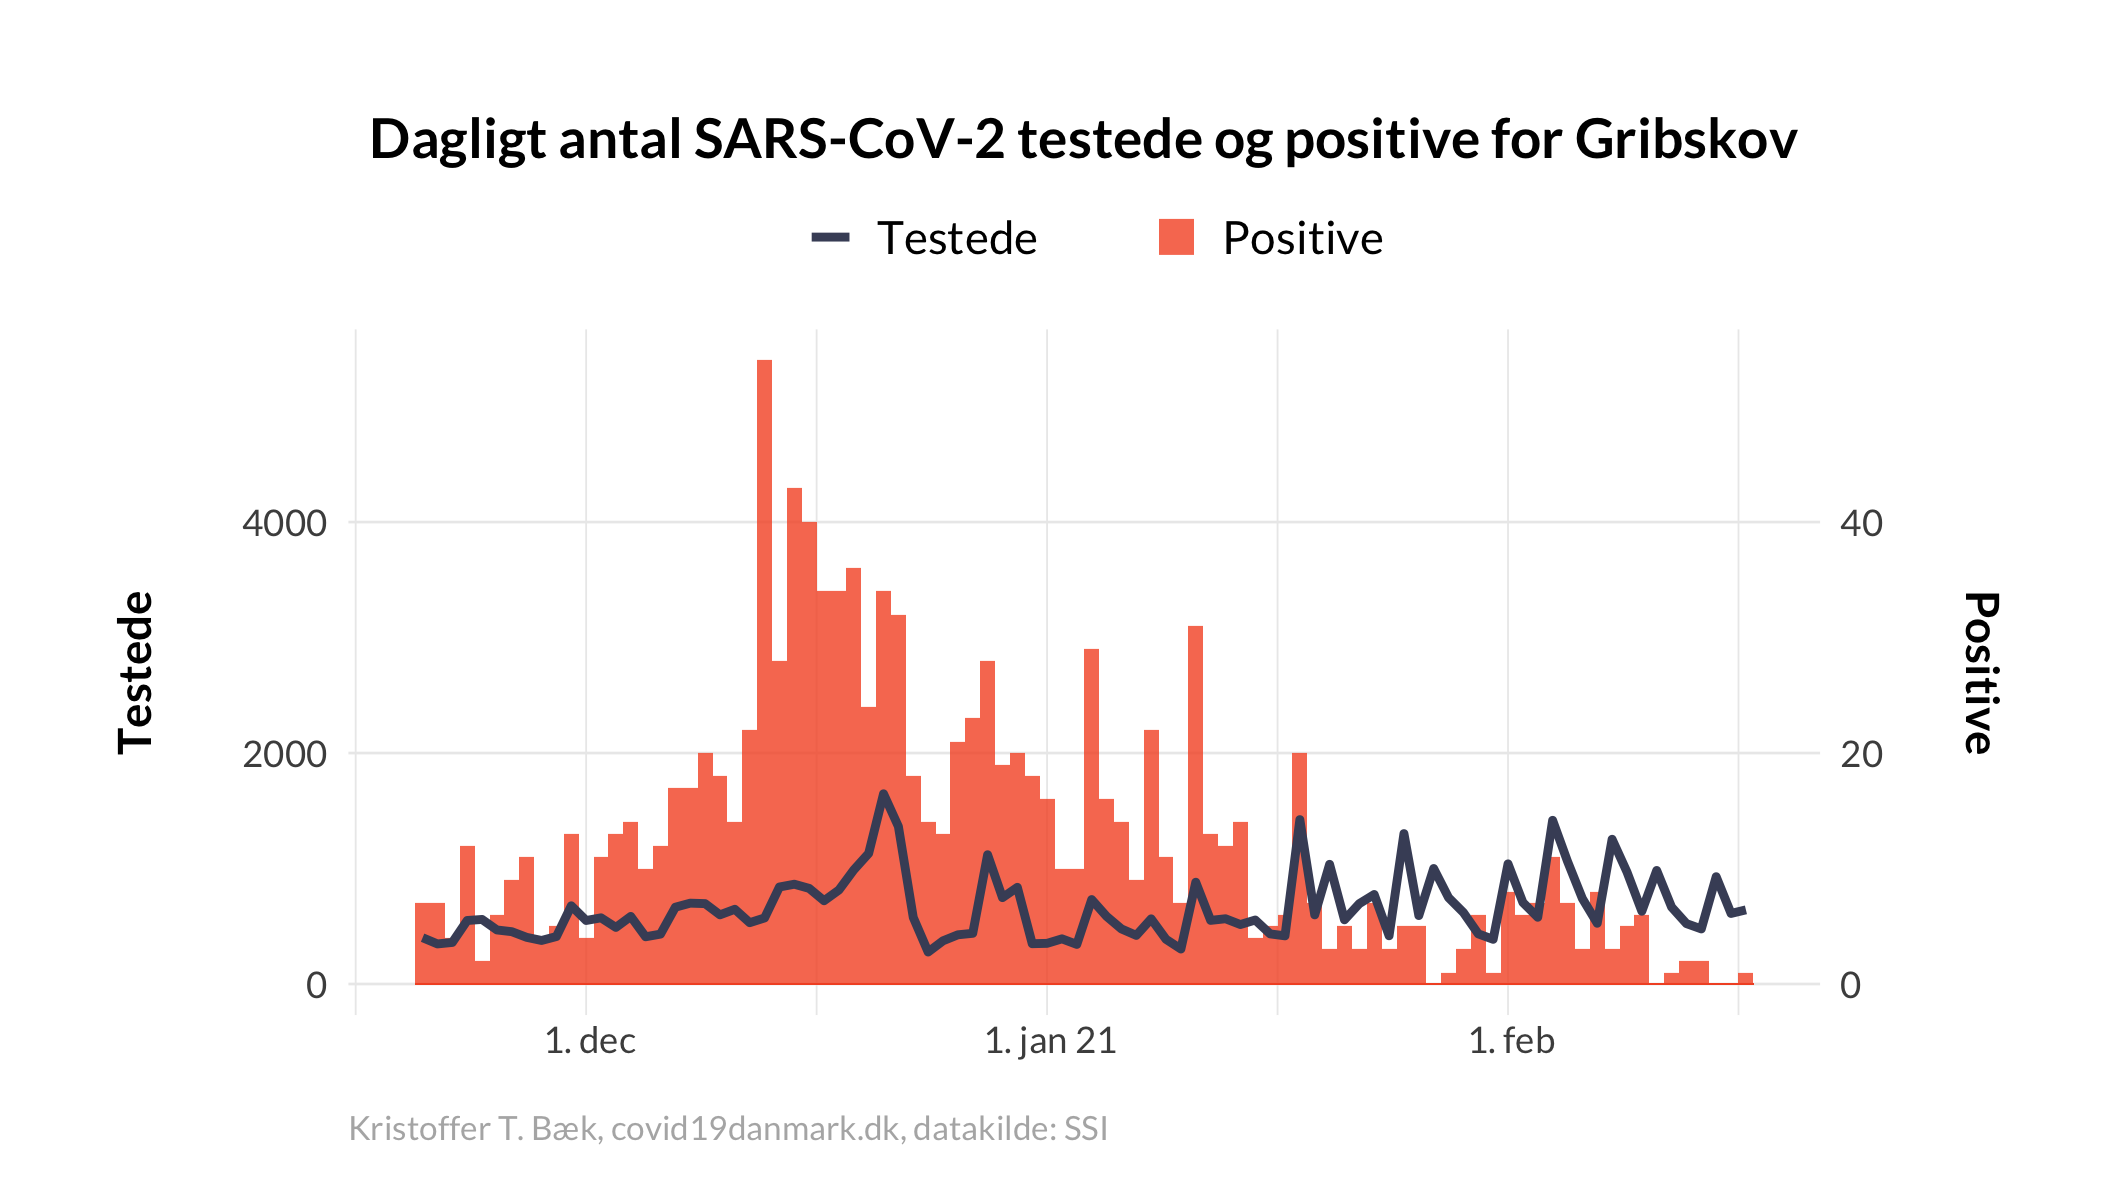 Dagligt antal SARS-CoV-2 testede og positive for Gribskov
Testede
Positive
4000
2000
0
40
20
0
Testede
Positive
1. dec
1. jan 21
1. feb
Kristoffer T. Bæk, covid19danmark.dk, datakilde: SSI